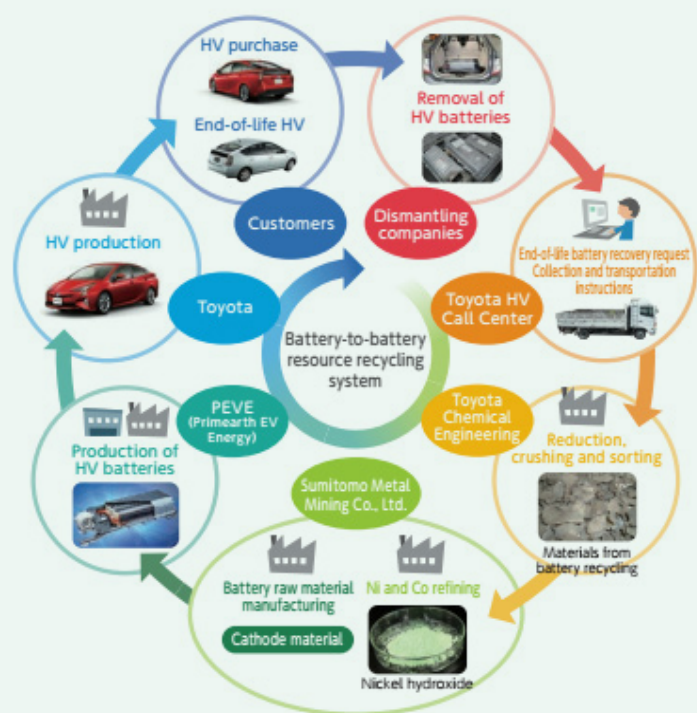 HV purchase
End-of-life HV
Customers
Removal of
HV batteries
Dismantling
companies
End-of-life battery recovery request
Collection and transportation
instructions
Toyota HV
Call Center
Toyota
Chemical
Engineering
Reduction,
crushing and sorting
Materials from
battery recycling
Sumitomo Metal
Mining Co., Ltd.
Ni and Co refining
Nickel hydroxide
Battery raw material
manufacturing
Cathode material
PEVE
(Primearth EV
Energy)
Production of
HV batteries
Toyota
HV production
Battery-to-battery
resource recycling
system